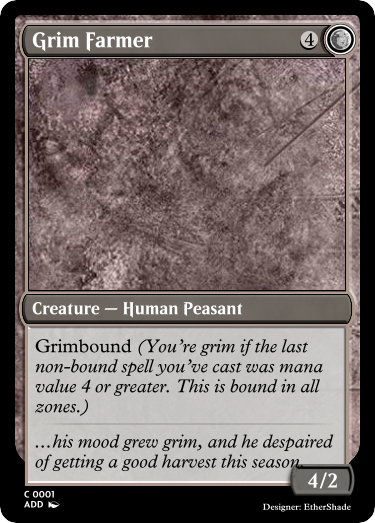 Grim Farmer
4
Creature — Human Peasant
Grimbound (You're grim if the last
non-bound spell you've cast was mana
value 4 or greater. This is bound in all
zones.)
...his mood grew grim, and he despaired
of getting a good harvest this season.
4/2
C 0001
ADD
Designer: EtherShade